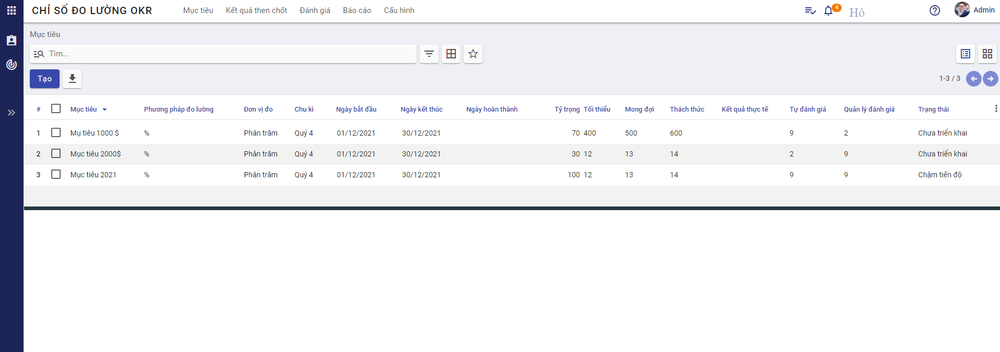 CHỈ SỐ ĐO LƯỜNG OKR Mục tiêu Kết quả then chốt Đánh giá Báo cáo Cấu hình 4 Hô Admin
Mục tiêu
Tìm...
Tạo 1-3 / 3
# Mục tiêu Phương pháp đo lường Đơn vị đo Chu kì Ngày bắt đầu Ngày kết thúc Ngày hoàn thành Tỷ trọng Tối thiểu Mong đợi Thách thức Kết quả thực tế Tự đánh giá Quản lý đánh giá Trạng thái
1 Mụ tiêu 1000 $ % Phân trăm Quý 4 01/12/2021 30/12/2021 70 400 500 600 9 2 Chưa triển khai
2 Mục tiêu 2000$ % Phân trăm Quý 4 01/12/2021 30/12/2021 30 12 13 14 2 9 Chưa triển khai
3 Mục tiêu 2021 % Phân trăm Quý 4 01/12/2021 30/12/2021 100 12 13 14 9 9 Chậm tiến độ